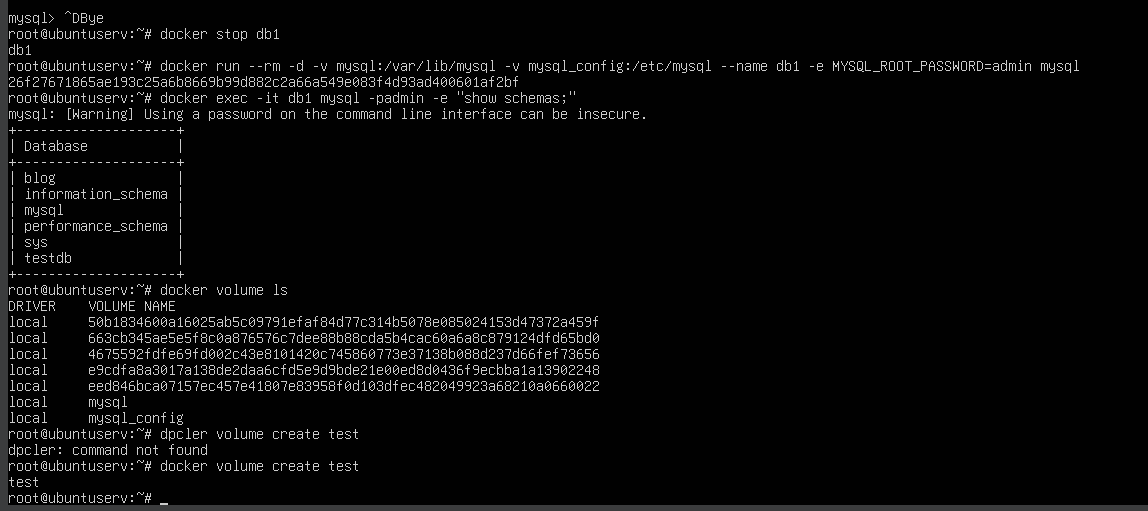 mysql> ^DBye
root@ubuntuserv:~# docker stop db1
db1
root@ubuntuserv:~# docker run --rm -d -v mysql:/var/lib/mysql -v mysql_config:/etc/mysql --name db1 -e MYSQL_ROOT_PASSWORD=admin mysql
26f27671865ae193c25a6b8669b99d882c2a66a549e083f4d93ad400601af2bf
root@ubuntuserv:~# docker exec -it db1 mysql -padmin -e "show schemas;"
mysql: [Warning] Using a password on the command line interface can be insecure.
+--------------------+
| Database           |
+--------------------+
| blog               |
| information_schema |
| mysql              |
| performance_schema |
| sys                |
| testdb             |
+--------------------+
root@ubuntuserv:~# docker volume ls
DRIVER    VOLUME NAME
local     50b1834600a16025ab5c09791efaf84d77c314b5078e085024153d47372a459f
local     663cb345ae5e5f8c0a876576c7dee88b88cda5b4cac60a6a8c879124dfd65bd0
local     4675592fdfe69fd002c43e8101420c745860773e37138b088d237d66fef73656
local     e9cdfa8a3017a138de2daa6cfd5e9d9bde21e00ed8d0436f9ecbba1a13902248
local     eed846bca07157ec457e41807e83958f0d103dfec482049923a68210a0660022
local     mysql
local     mysql_config
root@ubuntuserv:~# dpcler volume create test
dpcler: command not found
root@ubuntuserv:~# docker volume create test
test
root@ubuntuserv:~# _